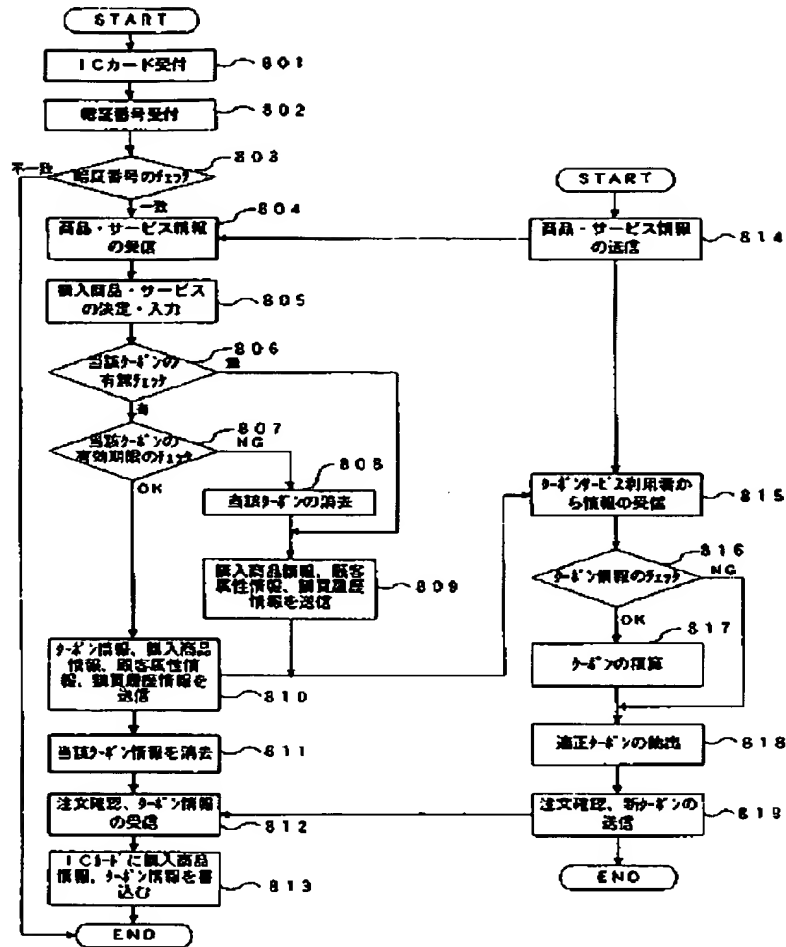 START
ICカード受付
801
暗証番号受付
802
803
不一致
暗証番号のチェック
一致
804
商品・サービス情報
の受信
購入商品・サービス
の決定・入力
805
806
当該クーポンの
有無チェック
無
有
807
当該クーポンの
有効期限のチェック
NG
OK
808
当該クーポンの消去
購入商品情報、顧客
属性情報、購買履歴
情報を送信
809
クーポン情報、購入商品
情報、顧客属性情
報、購買履歴情報を
送信
810
当該クーポン情報を消去
811
注文確認、クーポン情報
の受信
812
ICカードに購入商品
情報、クーポン情報を書
込む
813
END
START
商品・サービス情報
の送信
814
クーポンサービス利用者か
ら情報の受信
815
816
クーポン情報のチェック
NG
OK
817
クーポンの積算
適正クーポンの抽出
818
注文確認、新クーポンの
送信
819
END